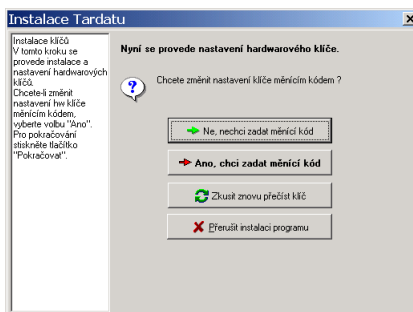 Instalace Tardatu
Instalace klíčů
V tomto kroku se
provede instalace a
nastavení hardwarových
klíčů.
Chcete-li změnit
nastavení hw klíče
měnícím kódem,
vyberte volbu "Ano".
Pro pokračování
stiskněte tlačítko
"Pokračovat".
Nyní se provede nastavení hardwarového klíče.
Chcete změnit nastavení klíče měnícím kódem ?
Ne, nechci zadat měnící kód
Ano, chci zadat měnící kód
Zkusit znovu přečíst klíč
Přerušit instalaci programu